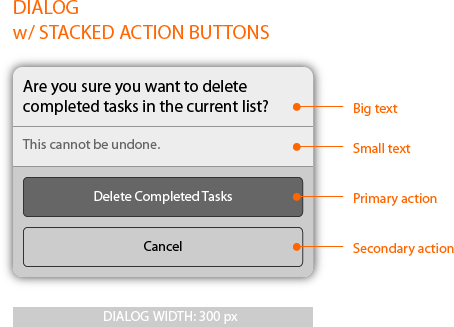 DIALOG
w/ STACKED ACTION BUTTONS
Are you sure you want to delete
completed tasks in the current list?
Big text
This cannot be undone.
Small text
Delete Completed Tasks
Primary action
Cancel
Secondary action
DIALOG WIDTH: 300 px